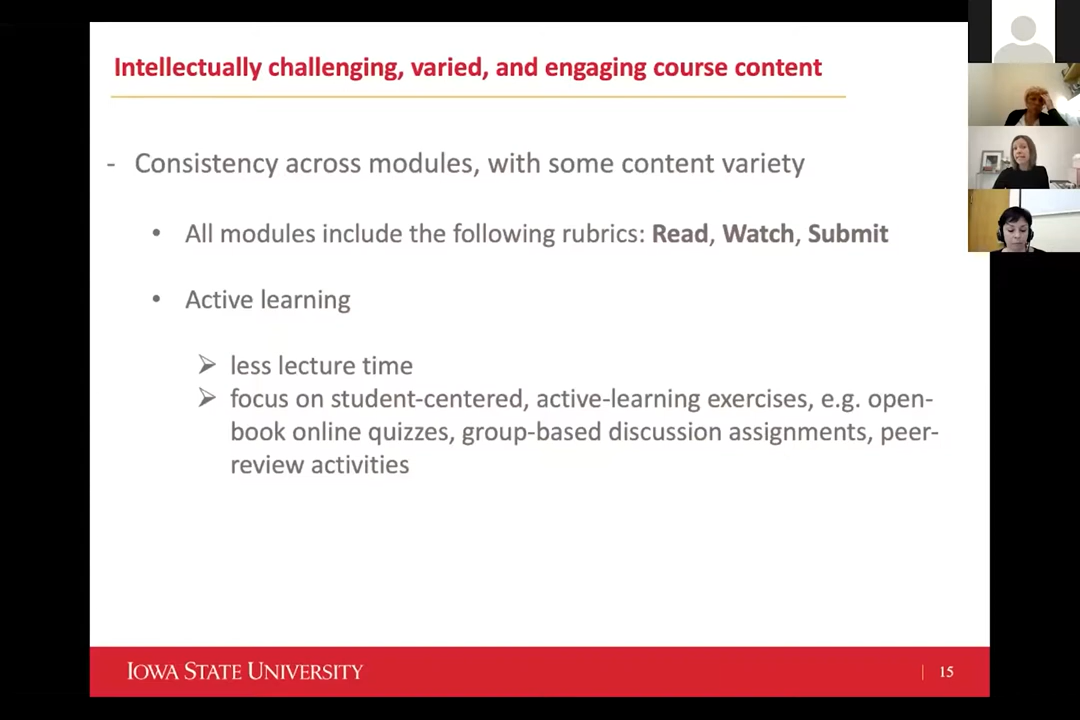 Intellectually challenging, varied, and engaging course content
- Consistency across modules, with some content variety
• All modules include the following rubrics: Read, Watch, Submit
• Active learning
➢ less lecture time
➢ focus on student-centered, active-learning exercises, e.g. open-
book online quizzes, group-based discussion assignments, peer-
review activities
IOWA STATE UNIVERSITY
| 15